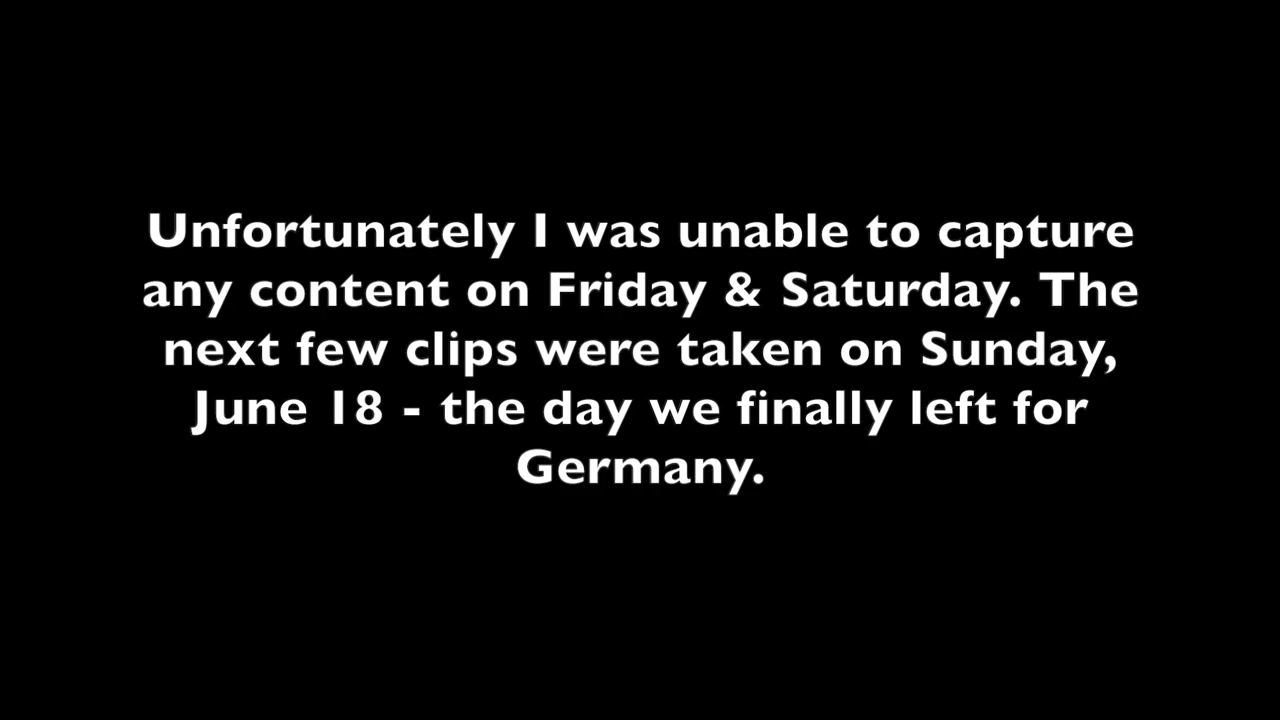 Unfortunately I was unable to capture
any content on Friday & Saturday. The
next few clips were taken on Sunday,
June 18 - the day we finally left for
Germany.